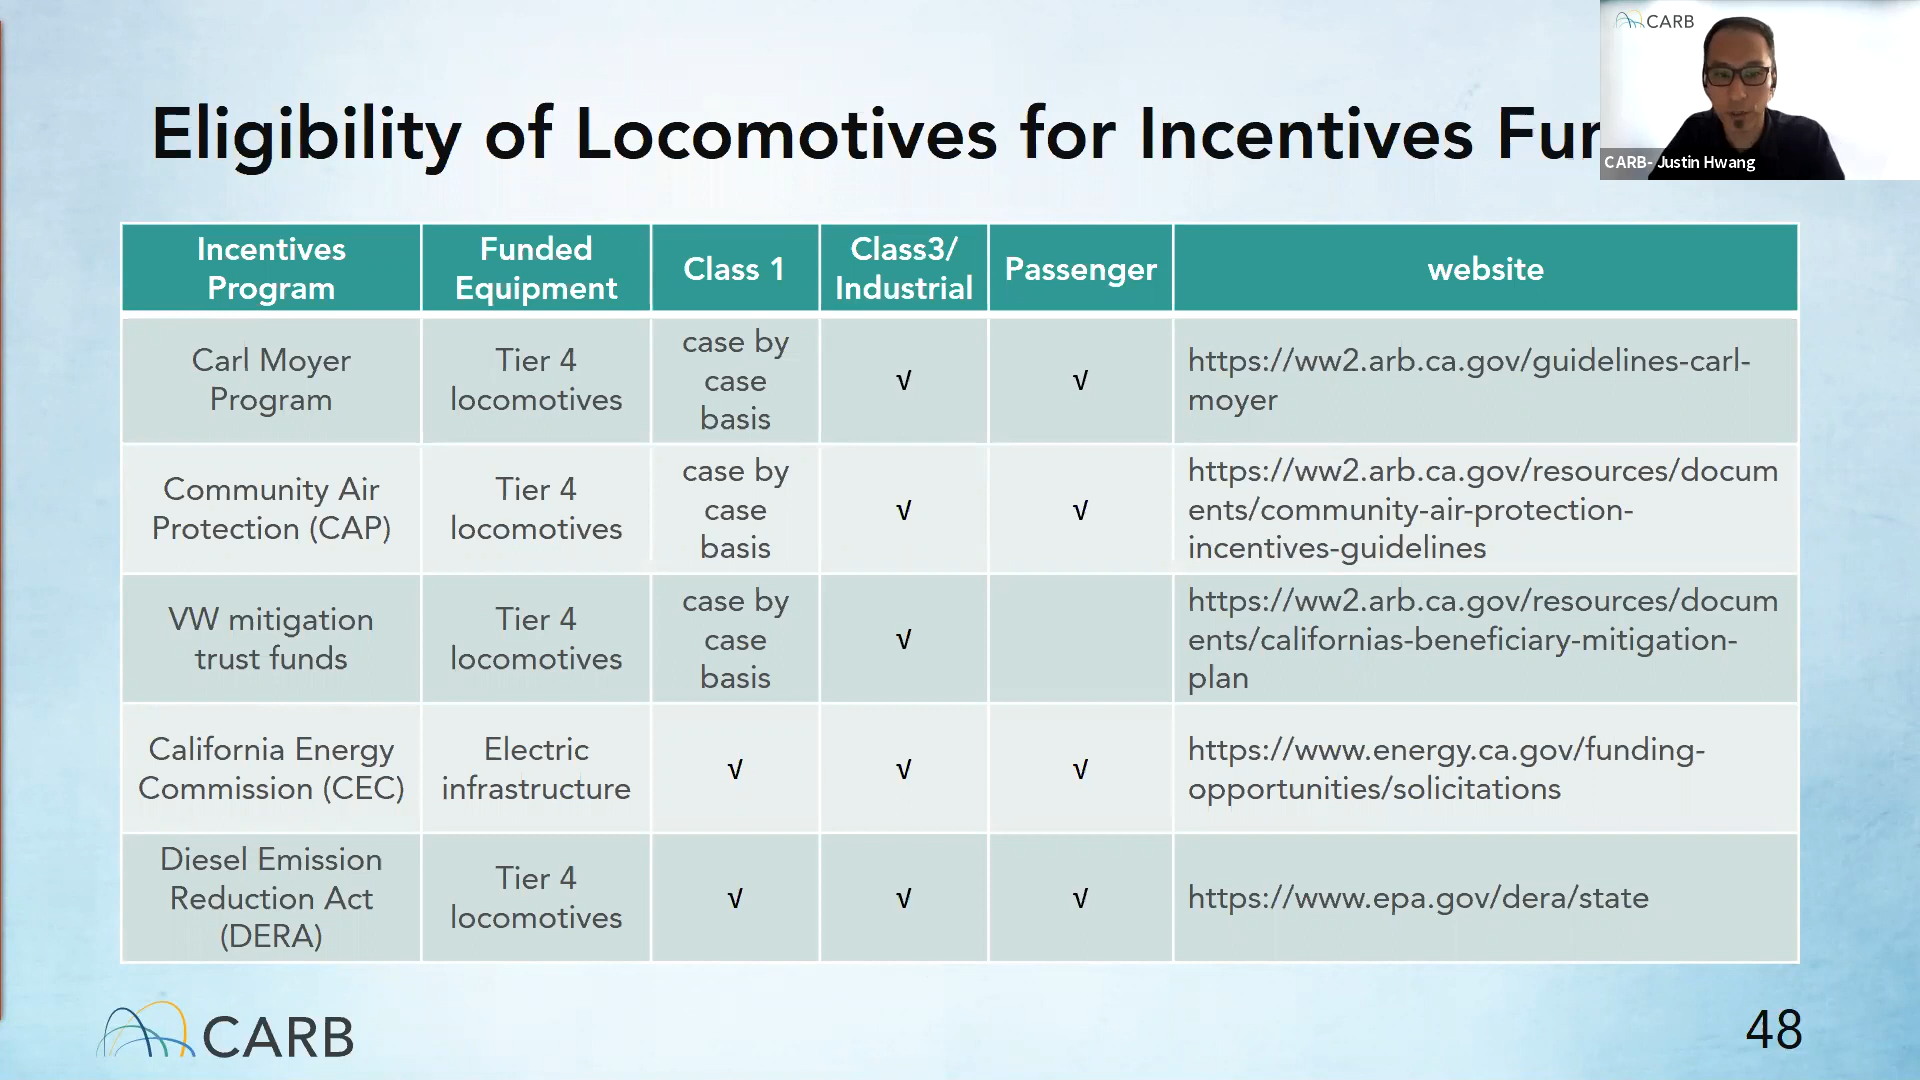 CARB
Eligibility of Locomotives for Incentives
CARB- Justin Hwang
Incentives
Program
Funded
Equipment
Class 1
Class3/
Industrial
Passenger
website
Carl Moyer
Program
Tier 4
locomotives
case by
case
basis
√
√
https://ww2.arb.ca.gov/guidelines-carl-
moyer
Community Air
Protection (CAP)
Tier 4
locomotives
case by
case
basis
√
√
https://ww2.arb.ca.gov/resources/docum
ents/community-air-protection-
incentives-guidelines
VW mitigation
trust funds
Tier 4
locomotives
case by
case
basis
√
https://ww2.arb.ca.gov/resources/docum
ents/californias-beneficiary-mitigation-
plan
California Energy
Commission (CEC)
Electric
infrastructure
√
√
√
https://www.energy.ca.gov/funding-
opportunities/solicitations
Diesel Emission
Reduction Act
(DERA)
Tier 4
locomotives
√
√
√
https://www.epa.gov/dera/state
CARB
48